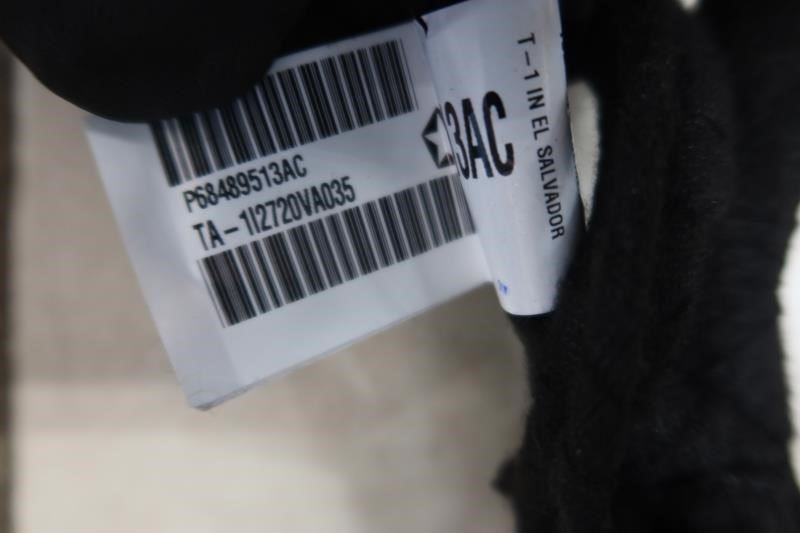 P68489513AC
TA-1I2720VA035
3AC
T-1 IN EL SALVADOR